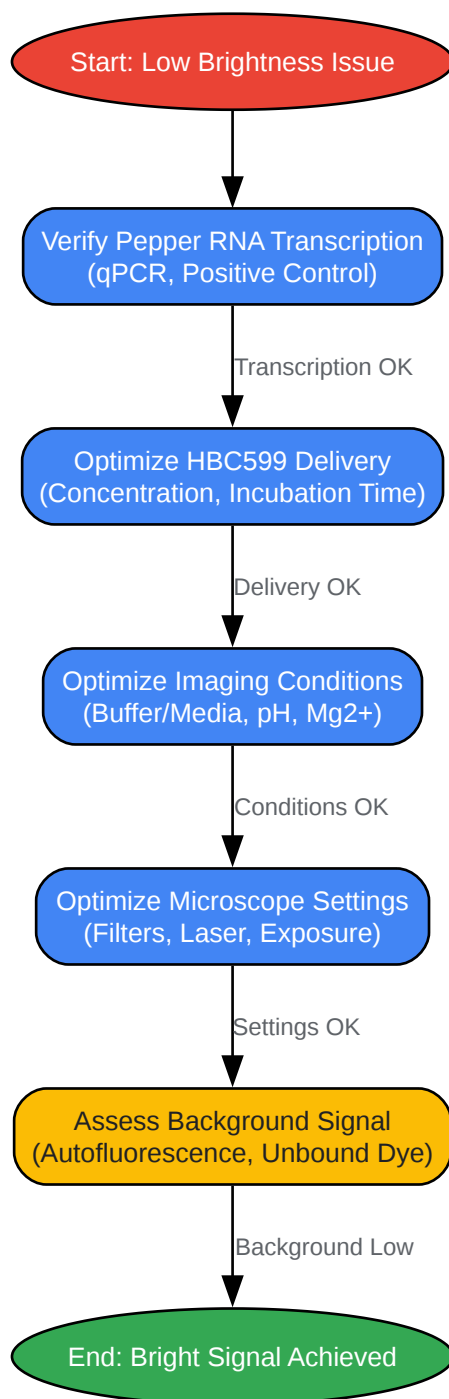 Start: Low Brightness Issue
Verify Pepper RNA Transcription
(qPCR, Positive Control)
Transcription OK
Optimize HBC599 Delivery
(Concentration, Incubation Time)
Delivery OK
Optimize Imaging Conditions
(Buffer/Media, pH, Mg2+)
Conditions OK
Optimize Microscope Settings
(Filters, Laser, Exposure)
Settings OK
Assess Background Signal
(Autofluorescence, Unbound Dye)
Background Low
End: Bright Signal Achieved